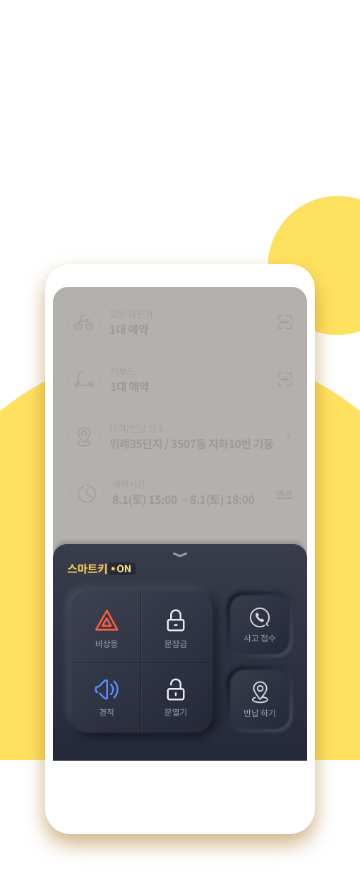 일반 자전거
1대 예약
킥보드
1대 예약
대여/반납 장소
위례35단지 / 3507동 지하10번 기둥
예약시간
8.1(토) 15:00 → 8.1(토) 18:00
변경
스마트키 • ON
비상등
문잠금
사고 접수
경적
문열기
반납 하기